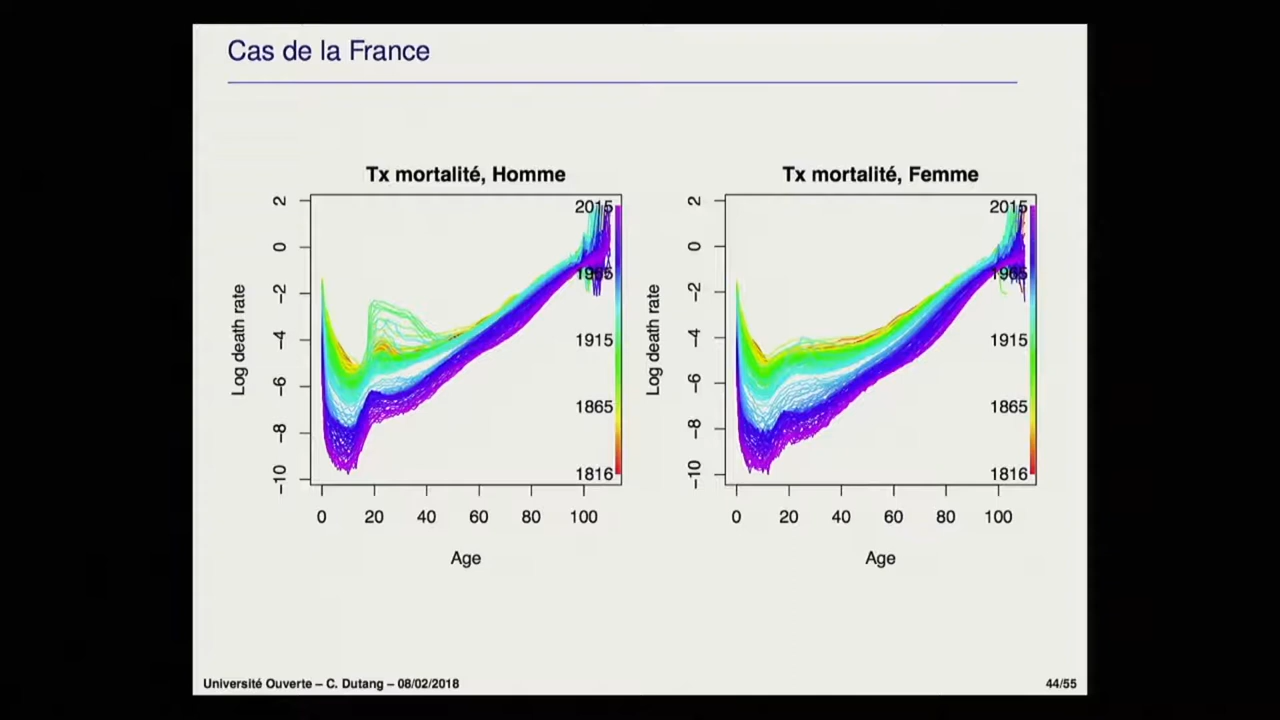 Cas de la France
Tx mortalité, Homme
Log death rate
2
0
−2
−4
−6
−8
−10
0 20 40 60 80 100
Age
2015
1965
1915
1865
1816
Tx mortalité, Femme
Log death rate
2
0
−2
−4
−6
−8
−10
0 20 40 60 80 100
Age
2015
1965
1915
1865
1816
Université Ouverte – C. Dutang – 08/02/2018
44/55